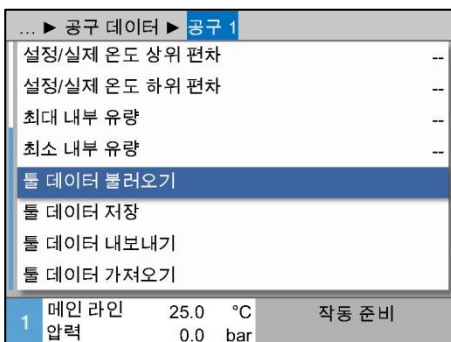 ... ► 공구 데이터 ► 공구 1
설정/실제 온도 상위 편차 --
설정/실제 온도 하위 편차 --
최대 내부 유량 --
최소 내부 유량 --
툴 데이터 불러오기
툴 데이터 저장
툴 데이터 내보내기
툴 데이터 가져오기
1 메인 라인 25.0 °C 작동 준비
압력 0.0 bar